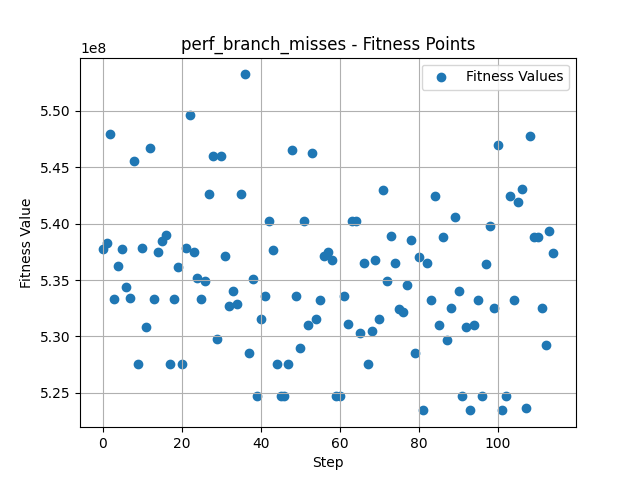 perf_branch_misses - Fitness Points
1e8
Fitness Values
5.50
5.45
5.40
5.35
5.30
5.25
Fitness Value
0 20 40 60 80 100
Step